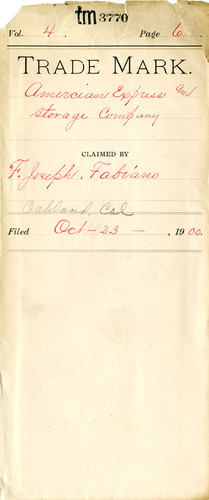 tm 3770
Vol. 4. Page 6
TRADE MARK.
Amercian Express and
Storage Company
CLAIMED BY
F. Joseph. Fabiano
Oakland, Cal
Filed Oct-23-, 1900.